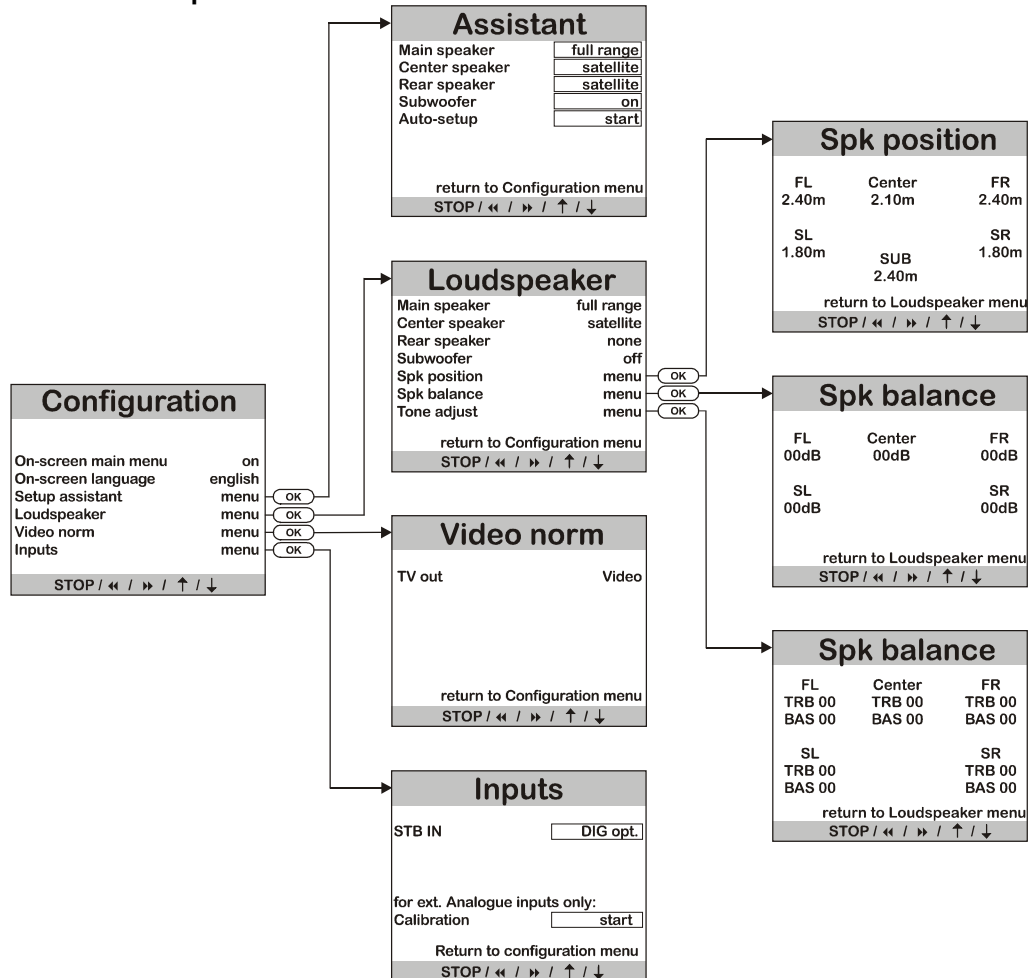 Assistant
Main speaker full range
Center speaker satellite
Rear speaker satellite
Subwoofer on
Auto-setup start
return to Configuration menu
STOP / ◂◂ / ▸▸ / ↑ / ↓
Spk position
FL Center FR
2.40m 2.10m 2.40m
SL SR
1.80m 1.80m
SUB
2.40m
return to Loudspeaker menu
STOP / ◂◂ / ▸▸ / ↑ / ↓
Loudspeaker
Main speaker full range
Center speaker satellite
Rear speaker none
Subwoofer off
Spk position menu OK
Spk balance menu OK
Tone adjust menu OK
return to Configuration menu
STOP / ◂◂ / ▸▸ / ↑ / ↓
Configuration
On-screen main menu on
On-screen language english
Setup assistant menu OK
Loudspeaker menu OK
Video norm menu OK
Inputs menu OK
STOP / ◂◂ / ▸▸ / ↑ / ↓
Spk balance
FL Center FR
00dB 00dB 00dB
SL SR
00dB 00dB
return to Loudspeaker menu
STOP / ◂◂ / ▸▸ / ↑ / ↓
Video norm
TV out Video
return to Configuration menu
STOP / ◂◂ / ▸▸ / ↑ / ↓
Spk balance
FL Center FR
TRB 00 TRB 00 TRB 00
BAS 00 BAS 00 BAS 00
SL SR
TRB 00 TRB 00
BAS 00 BAS 00
return to Loudspeaker menu
STOP / ◂◂ / ▸▸ / ↑ / ↓
Inputs
STB IN DIG opt.
for ext. Analogue inputs only:
Calibration start
Return to configuration menu
STOP / ◂◂ / ▸▸ / ↑ / ↓